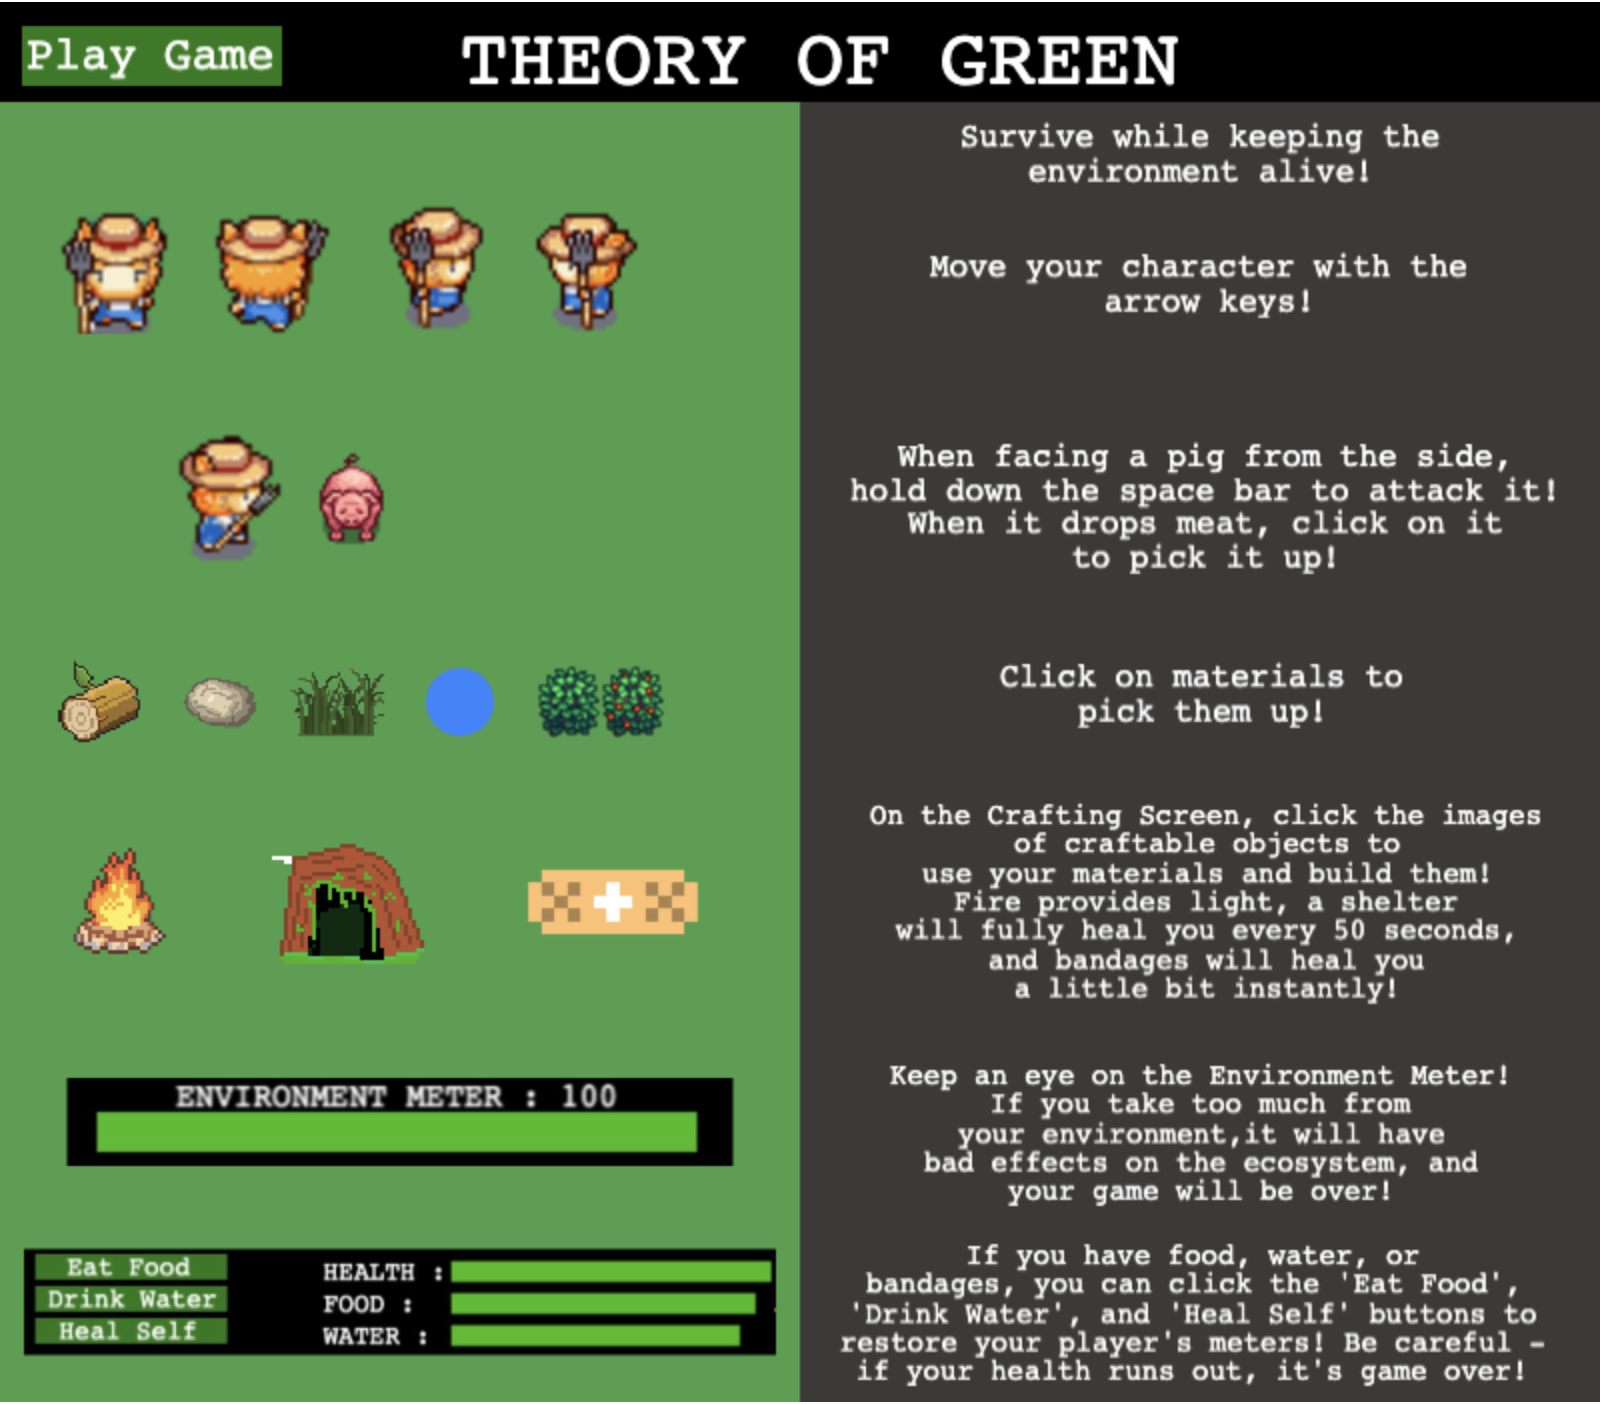 Play Game
THEORY OF GREEN
Survive while keeping the
environment alive!
Move your character with the
arrow keys!
When facing a pig from the side,
hold down the space bar to attack it!
When it drops meat, click on it
to pick it up!
Click on materials to
pick them up!
On the Crafting Screen, click the images
of craftable objects to
use your materials and build them!
Fire provides light, a shelter
will fully heal you every 50 seconds,
and bandages will heal you
a little bit instantly!
ENVIRONMENT METER : 100
Keep an eye on the Environment Meter!
If you take too much from
your environment,it will have
bad effects on the ecosystem, and
your game will be over!
Eat Food
Drink Water
Heal Self
HEALTH :
FOOD :
WATER :
If you have food, water, or
bandages, you can click the 'Eat Food',
'Drink Water', and 'Heal Self' buttons to
restore your player's meters! Be careful -
if your health runs out, it's game over!